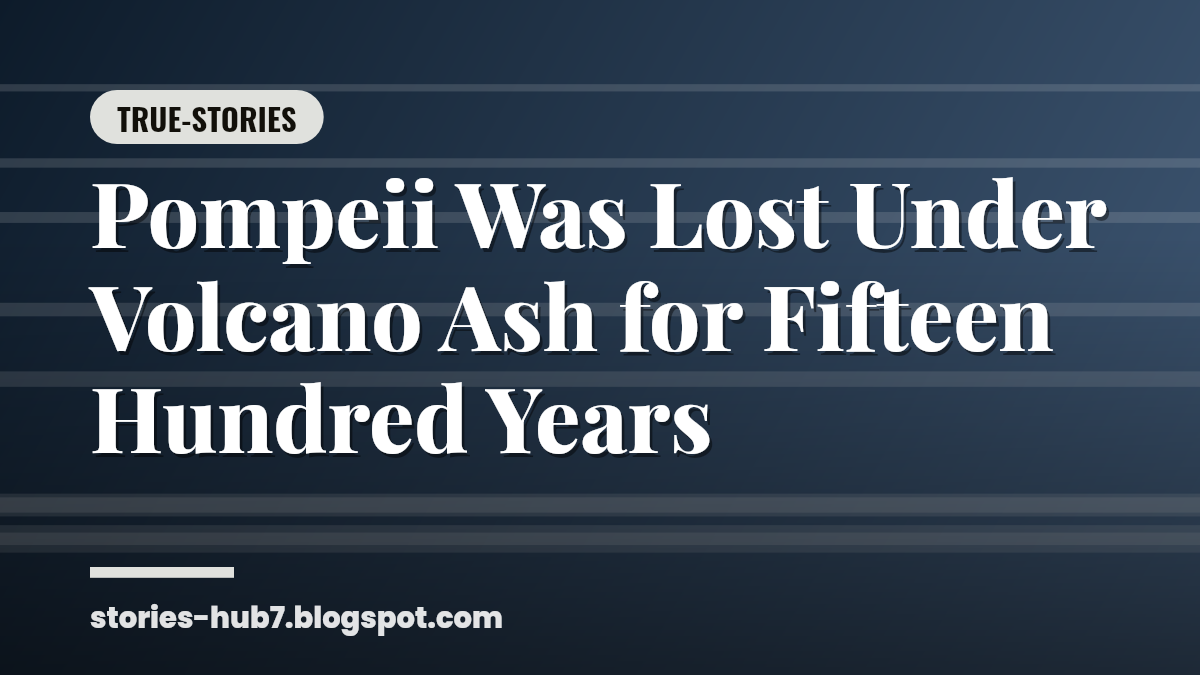 TRUE-STORIES
Pompeii Was Lost Under
Volcano Ash for Fifteen
Hundred Years
stories-hub7.blogspot.com